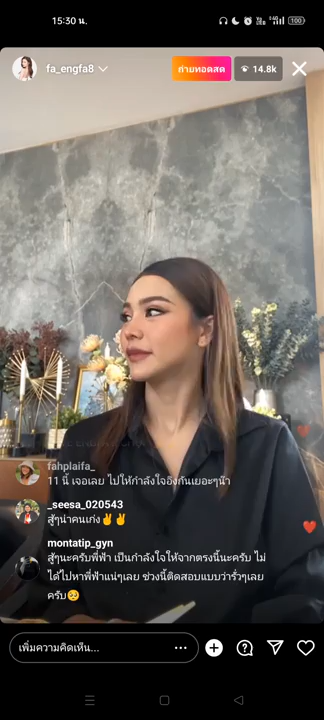 15:30 น.
100
fa_engfa8
ถ่ายทอดสด
14.8k
fahplaifa_
11 นี้ เจอเลย ไปให้กำลังใจอิงกันเยอะๆน๊า
_seesa_020543
สู้ๆน่าคนเก่ง✌️✌️
montatip_gyn
สู้ๆนะครับพี่ฟ้า เป็นกำลังใจให้จากตรงนี้นะครับ ไม่
ได้ไปหาพี่ฟ้าแน่ๆเลย ช่วงนี้ติดสอบแบบว่ารั่วๆเลย
ครับ🥺
เพิ่มความคิดเห็น...